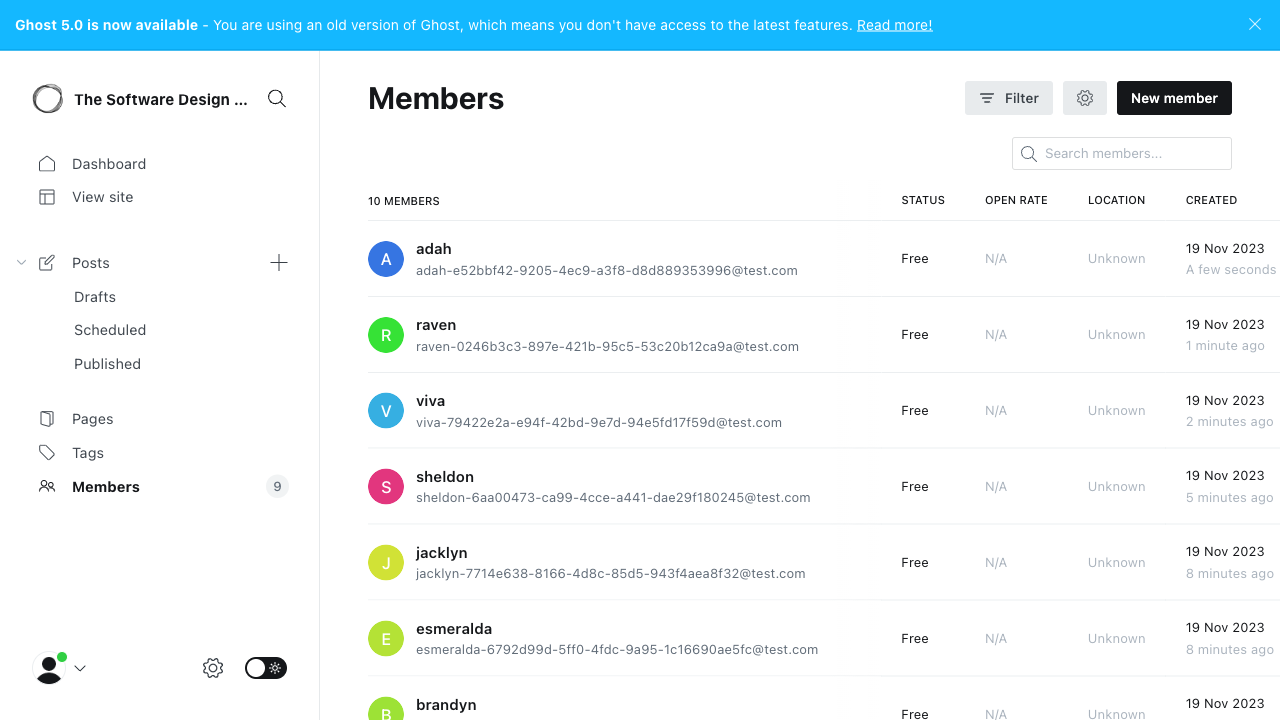 Ghost 5.0 is now available - You are using an old version of Ghost, which means you don't have access to the latest features. Read more!
The Software Design ...
Dashboard
View site
Posts
Drafts
Scheduled
Published
Pages
Tags
Members 9
Members
Filter
New member
Search members...
10 MEMBERS STATUS OPEN RATE LOCATION CREATED
A
adah
adah-e52bbf42-9205-4ec9-a3f8-d8d889353996@test.com
Free N/A Unknown
19 Nov 2023
A few seconds
R
raven
raven-0246b3c3-897e-421b-95c5-53c20b12ca9a@test.com
Free N/A Unknown
19 Nov 2023
1 minute ago
V
viva
viva-79422e2a-e94f-42bd-9e7d-94e5fd17f59d@test.com
Free N/A Unknown
19 Nov 2023
2 minutes ago
S
sheldon
sheldon-6aa00473-ca99-4cce-a441-dae29f180245@test.com
Free N/A Unknown
19 Nov 2023
5 minutes ago
J
jacklyn
jacklyn-7714e638-8166-4d8c-85d5-943f4aea8f32@test.com
Free N/A Unknown
19 Nov 2023
8 minutes ago
E
esmeralda
esmeralda-6792d99d-5ff0-4fdc-9a95-1c16690ae5fc@test.com
Free N/A Unknown
19 Nov 2023
8 minutes ago
B
brandyn
Free N/A Unknown
19 Nov 2023